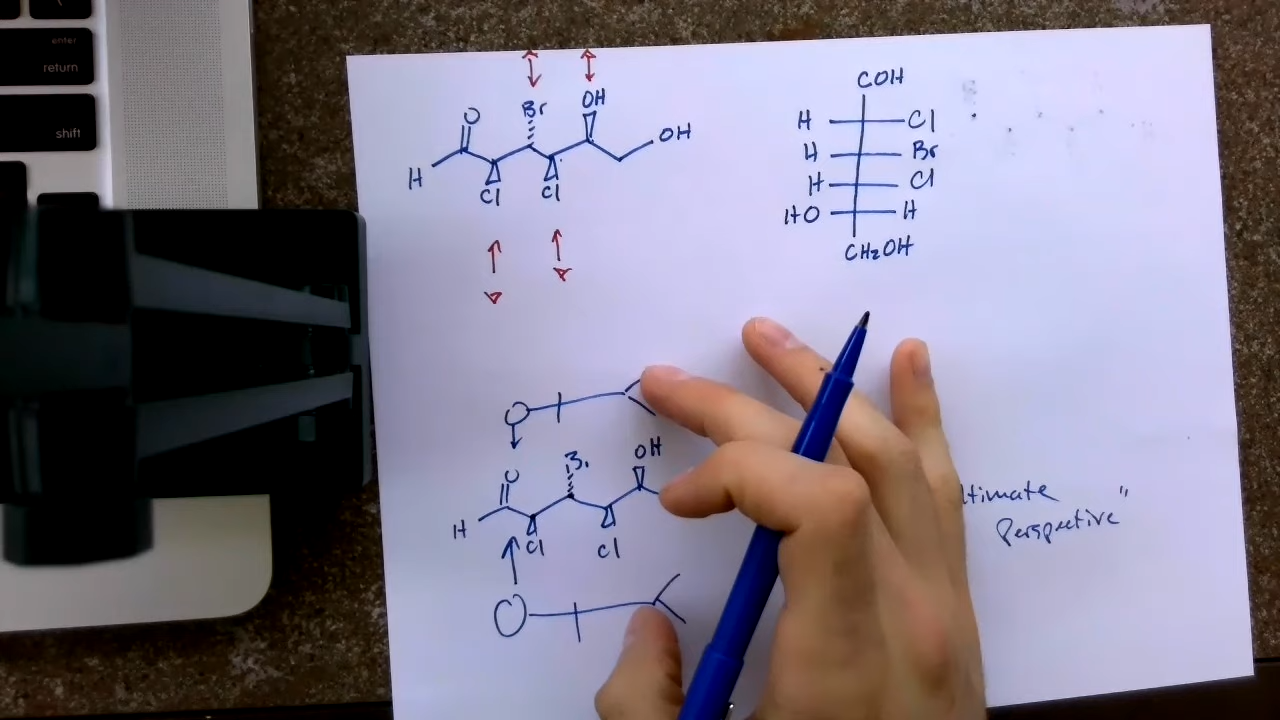 enter
return
shift
Br
OH
O
OH
H
Cl
Cl
COH
H Cl
H Br
H Cl
HO H
CH2OH
OH
H
Cl
Cl
ltimate
Perspective"